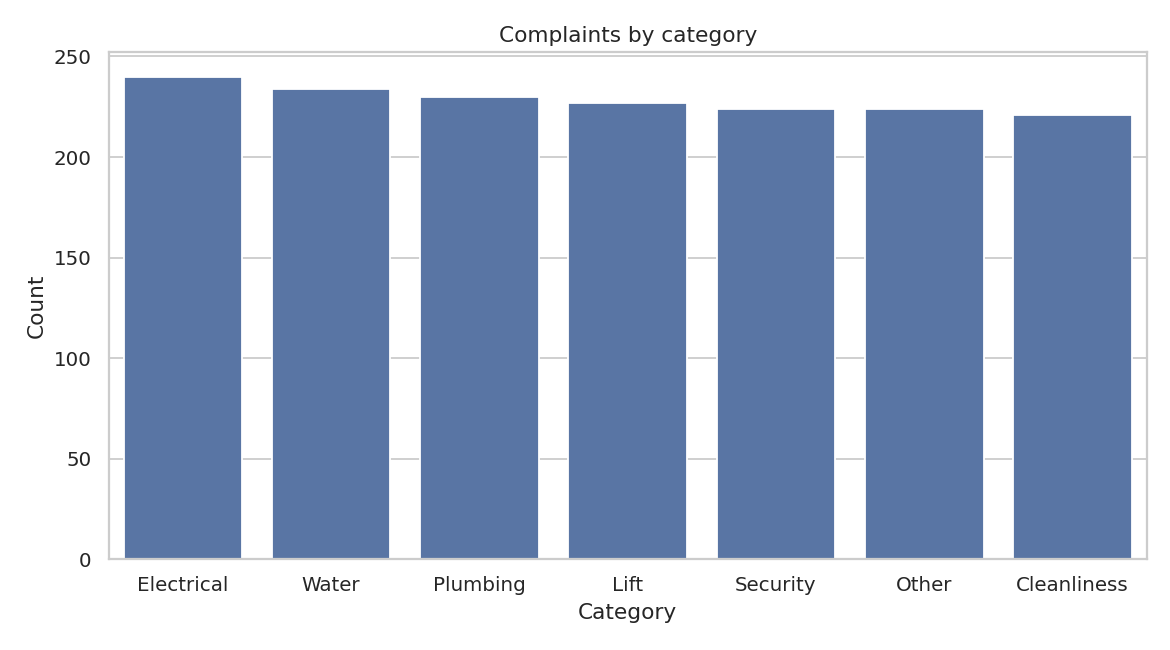 Complaints by category
250
200
150
100
50
0
Count
Electrical Water Plumbing Lift Security Other Cleanliness
Category